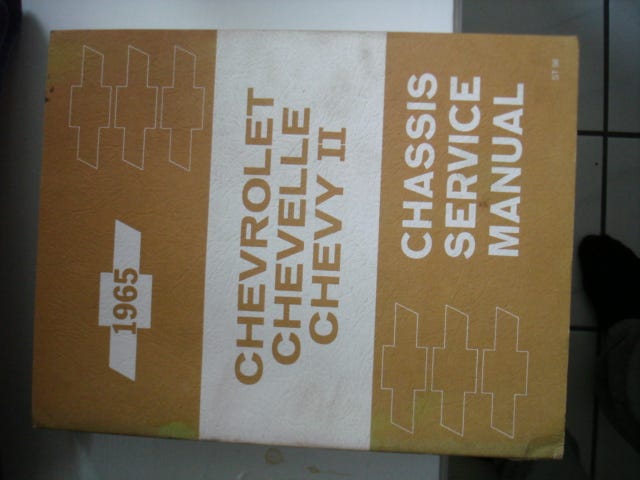 1965
CHEVROLET
CHEVELLE
CHEVY II
CHASSIS
SERVICE
MANUAL